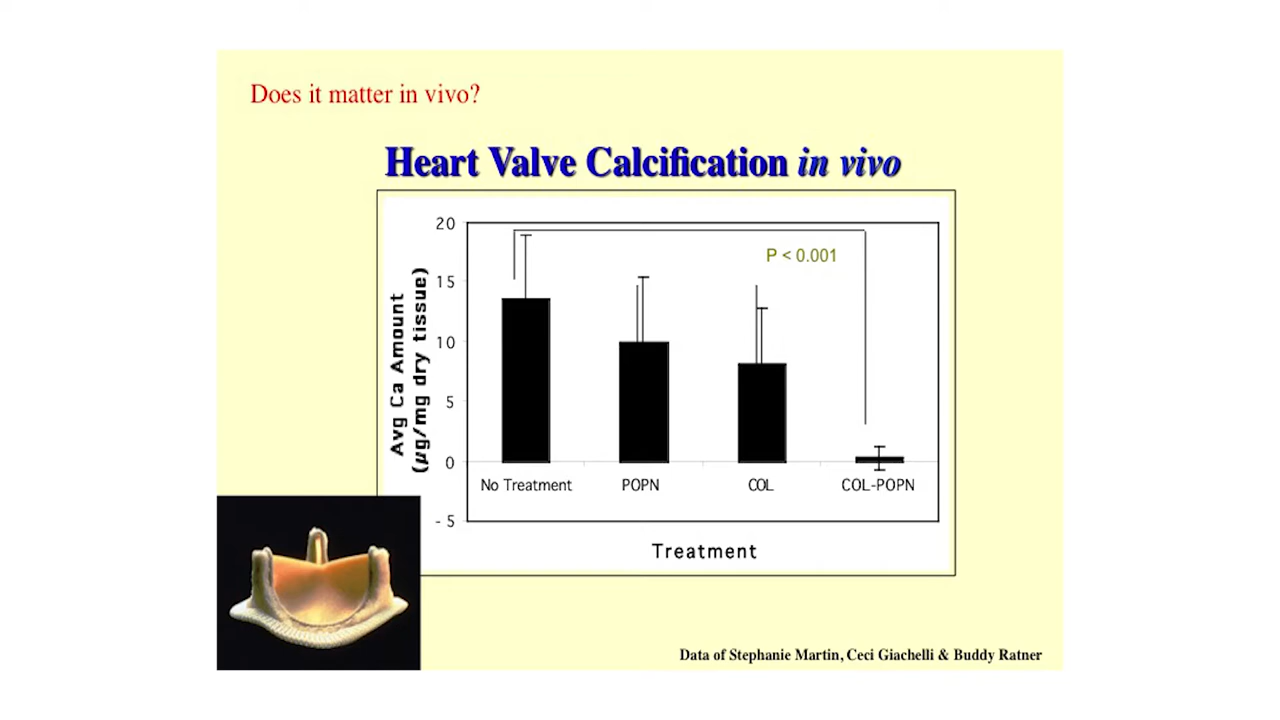 Does it matter in vivo?
Heart Valve Calcification in vivo
20
15
10
5
0
- 5
Avg Ca Amount
(µg/mg dry tissue)
P < 0.001
No Treatment
POPN
COL
COL-POPN
Treatment
Data of Stephanie Martin, Ceci Giachelli & Buddy Ratner